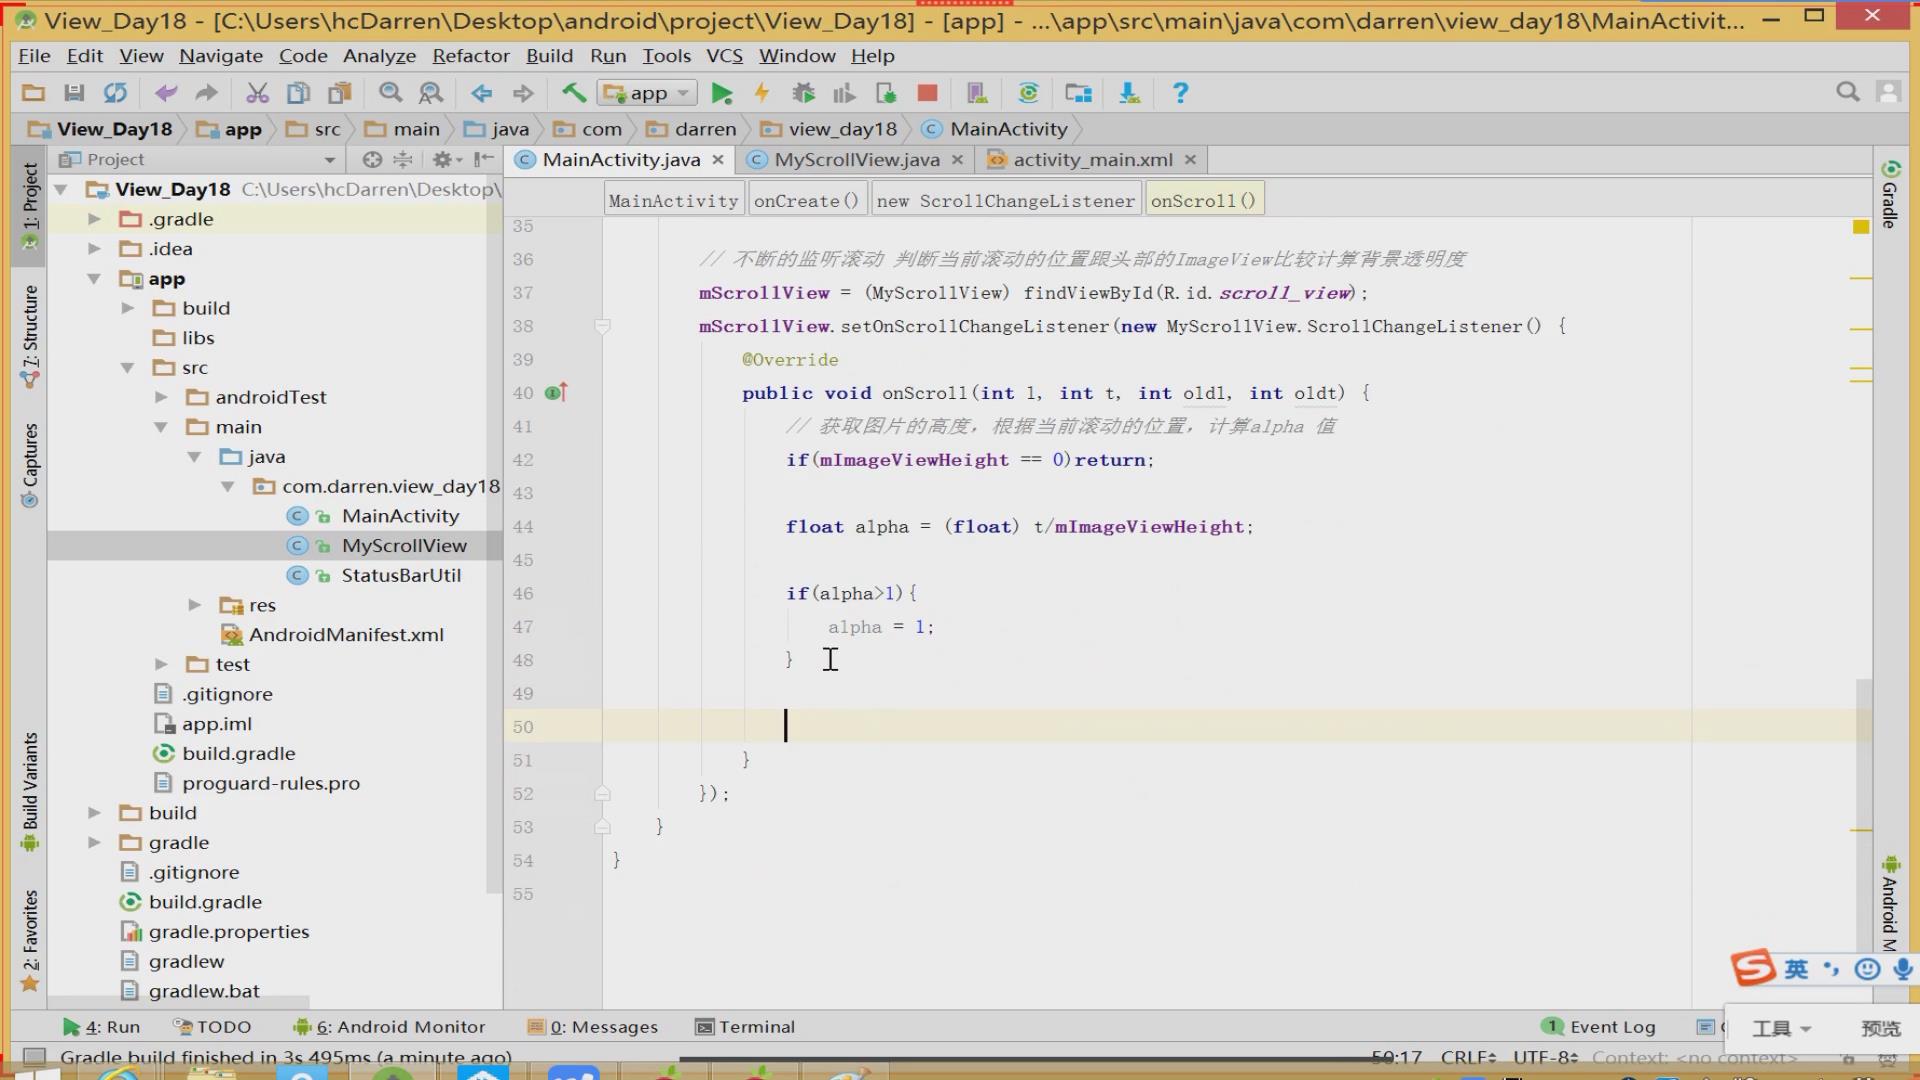 View_Day18 - [C:\Users\hcDarren\Desktop\android\project\View_Day18] - [app] - ...\app\src\main\java\com\darren\view_day18\MainActivit...
File Edit View Navigate Code Analyze Refactor Build Run Tools VCS Window Help
app
View_Day18 app src main java com darren view_day18 MainActivity
Project
MainActivity.java MyScrollView.java activity_main.xml
MainActivity onCreate() new ScrollChangeListener onScroll()
1: Project
7: Structure
Captures
Build Variants
2: Favorites
View_Day18 C:\Users\hcDarren\Desktop\
.gradle
.idea
app
build
libs
src
androidTest
main
java
com.darren.view_day18
MainActivity
MyScrollView
StatusBarUtil
res
AndroidManifest.xml
test
.gitignore
app.iml
build.gradle
proguard-rules.pro
build
gradle
.gitignore
build.gradle
gradle.properties
gradlew
gradlew.bat
35
36 // 不断的监听滚动 判断当前滚动的位置跟头部的ImageView比较计算背景透明度
37 mScrollView = (MyScrollView) findViewById(R.id.scroll_view);
38 mScrollView.setOnScrollChangeListener(new MyScrollView.ScrollChangeListener() {
39 @Override
40 public void onScroll(int l, int t, int oldl, int oldt) {
41 // 获取图片的高度，根据当前滚动的位置，计算alpha 值
42 if(mImageViewHeight == 0)return;
43
44 float alpha = (float) t/mImageViewHeight;
45
46 if(alpha>1){
47 alpha = 1;
48 }
49
50
51 }
52 });
53 }
54 }
55
Gradle
Android M
英
工具 预览
4: Run TODO 6: Android Monitor 0: Messages Terminal 1 Event Log
Gradle build finished in 3s 495ms (a minute ago) 50:17 CRLF UTF-8 Context: <no context>